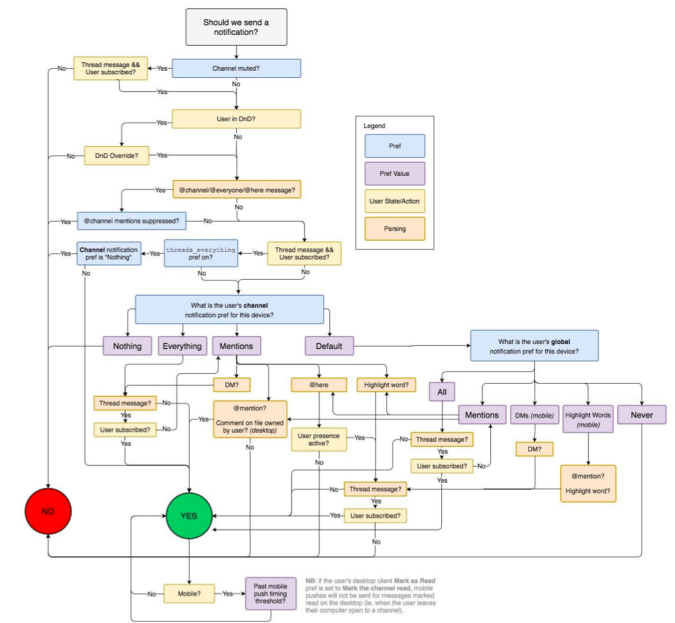 Should we send a
notification?
No
Thread message &&
User subscribed?
Yes
Channel muted?
No
Yes
User in DnD?
Yes
No
No
DnD Override?
Yes
Legend
Pref
Pref Value
User State/Action
Parsing
Yes
@channel/@everyone/@here message?
No
Yes
@channel mentions suppressed?
No
Yes
Channel notification
pref is "Nothing"
Yes
threads_everything
pref on?
Yes
Thread message &&
User subscribed?
No
No
No
What is the user's channel
notification pref for this device?
Nothing
Everything
Mentions
Default
What is the user's global
notification pref for this device?
DM?
@here
Highlight word?
All
Mentions
DMs (mobile)
Highlight Words
(mobile)
Never
Thread message?
No
Yes
User subscribed?
No
Yes
Yes
@mention?
Comment on file owned
by user? (desktop)
No
User presence
active?
Yes
No
No
Thread message?
Yes
User subscribed?
No
Yes
DM?
@mention?
Highlight word?
No
Thread message?
Yes
Yes
User subscribed?
No
NO
YES
No
Mobile?
Yes
Past mobile
push timing
threshold?
NB: if the user's desktop client Mark as Read
pref is set to Mark the channel read, mobile
pushes will not be sent for messages marked
read on the desktop (ie. when the user leaves
their computer open to a channel).